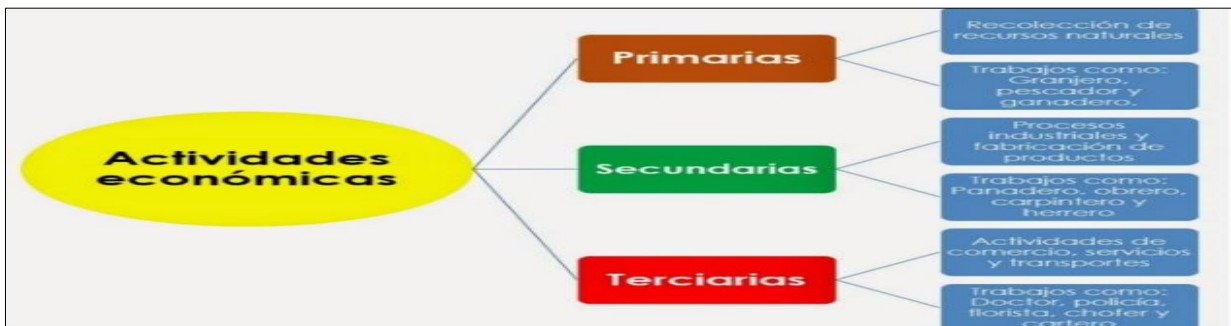 Actividades
económicas
Primarias
Recolección de
recursos naturales
Trabajos como:
Granjero,
pescador y
ganadero.
Secundarias
Procesos
industriales y
fabricación de
productos
Trabajos como:
Panadero, obrero,
carpintero y
herrero
Terciarias
Actividades de
comercio, servicios
y transportes
Trabajos como:
Doctor, policía,
florista, chofer y
cartero